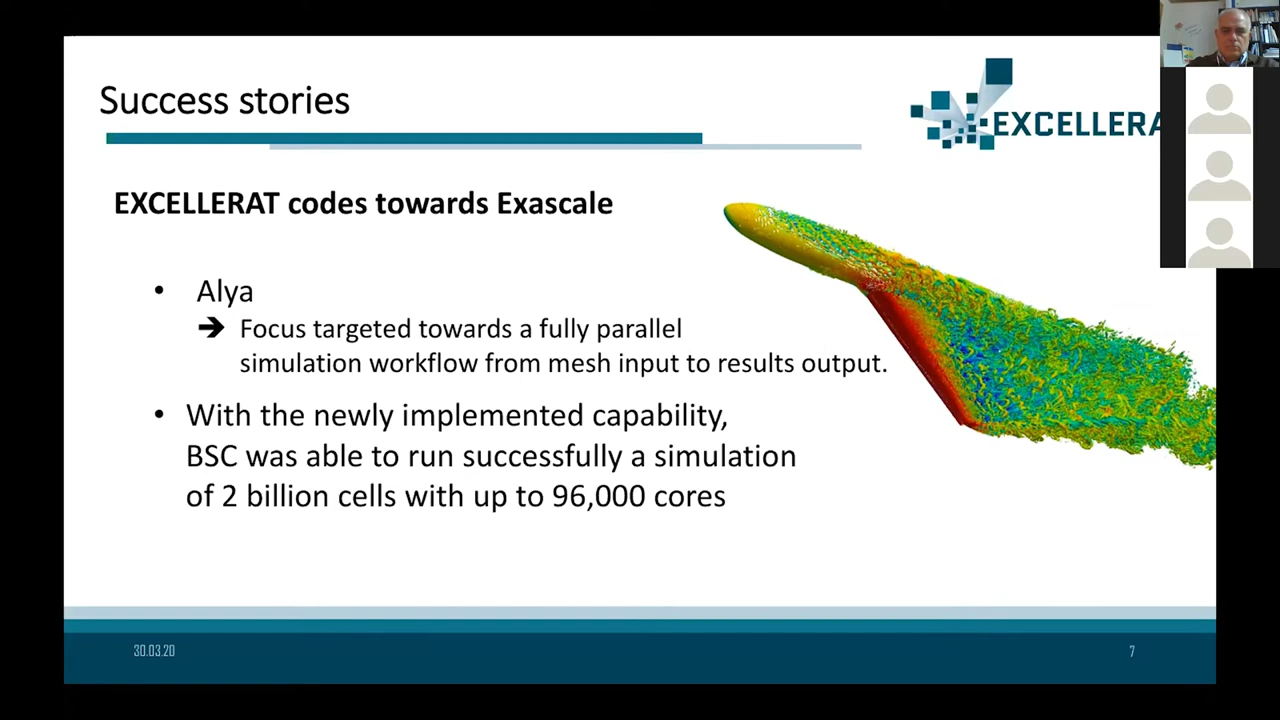 Success stories
EXCELLERA
EXCELLERAT codes towards Exascale
• Alya
➔ Focus targeted towards a fully parallel
simulation workflow from mesh input to results output.
• With the newly implemented capability,
BSC was able to run successfully a simulation
of 2 billion cells with up to 96,000 cores
30.03.20
7